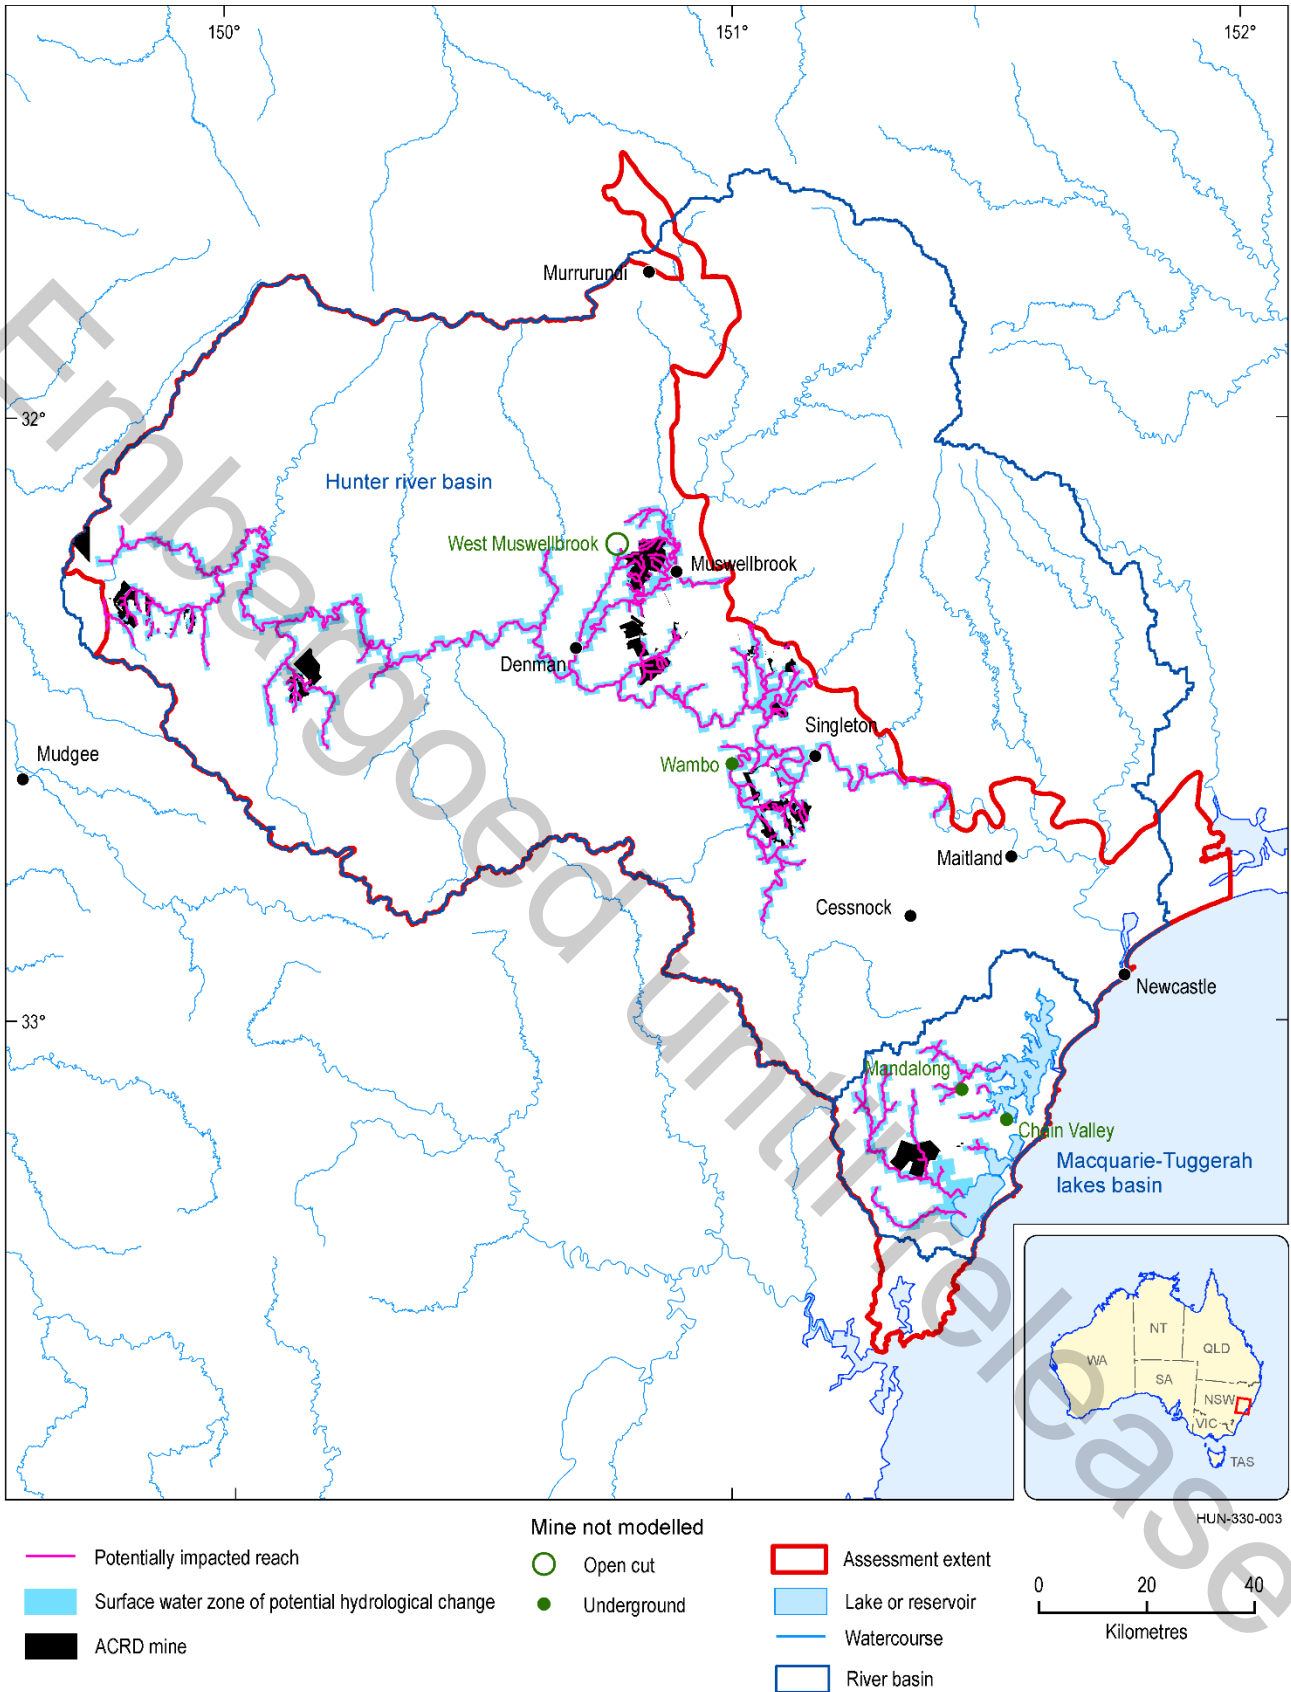 150°
151°
152°
Murrurundi
32°
Hunter river basin
West Muswellbrook
Muswellbrook
Denman
Singleton
Mudgee
Wambo
Maitland
Cessnock
Newcastle
33°
Mandalong
Chain Valley
Macquarie-Tuggerah
lakes basin
Embargoed until release
NT
QLD
WA
SA
NSW
VIC
TAS
HUN-330-003
Mine not modelled
Potentially impacted reach
Open cut
Assessment extent
0 20 40
Surface water zone of potential hydrological change
Underground
Lake or reservoir
Kilometres
ACRD mine
Watercourse
River basin